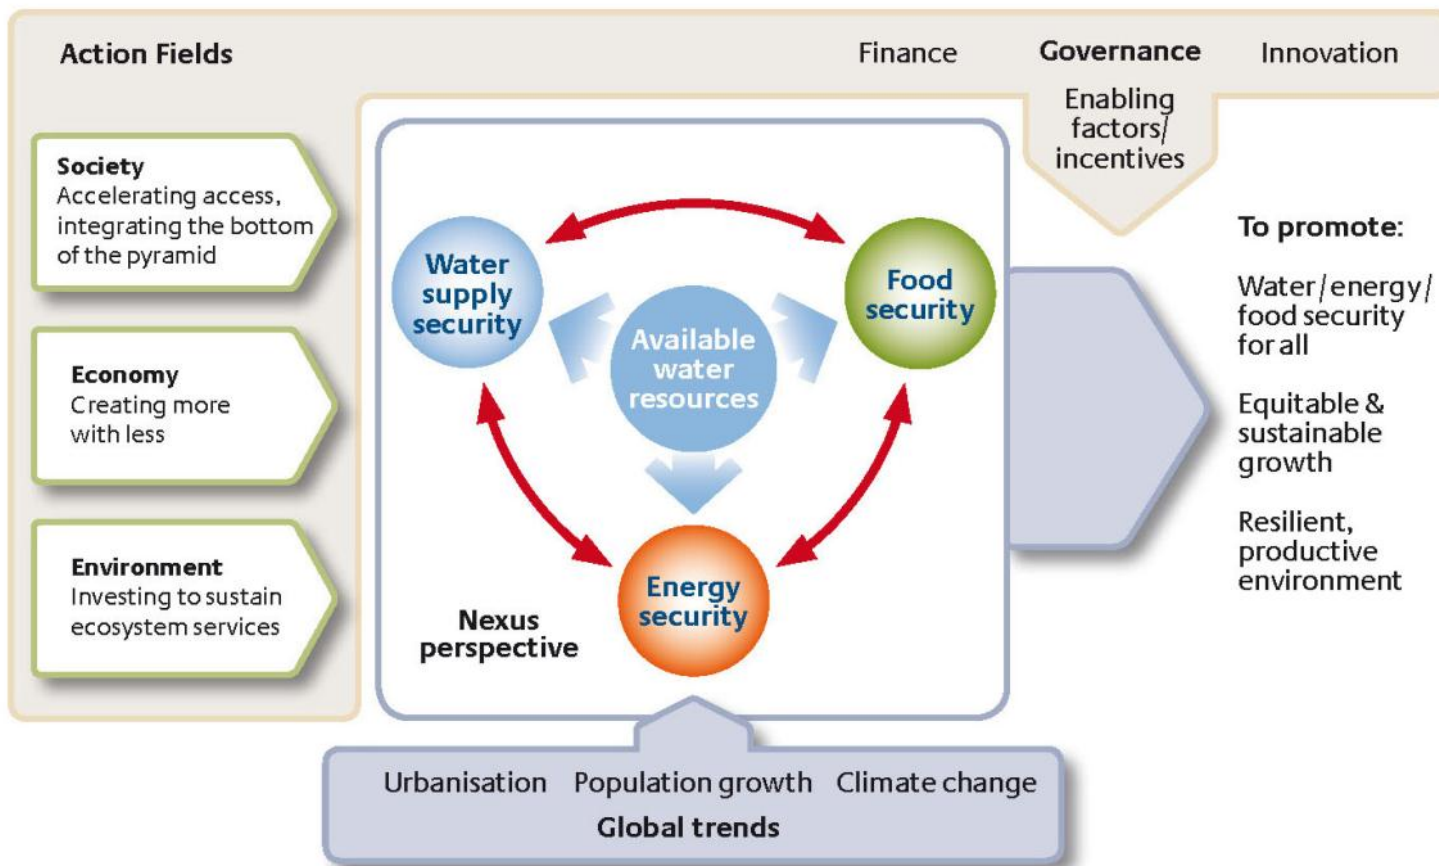 Action Fields
Finance
Governance
Innovation
Enabling
factors/
incentives
Society
Accelerating access,
integrating the bottom
of the pyramid
Economy
Creating more
with less
Environment
Investing to sustain
ecosystem services
Water
supply
security
Food
security
Available
water
resources
Energy
security
Nexus
perspective
To promote:
Water/energy/
food security
for all
Equitable &
sustainable
growth
Resilient,
productive
environment
Urbanisation
Population growth
Climate change
Global trends